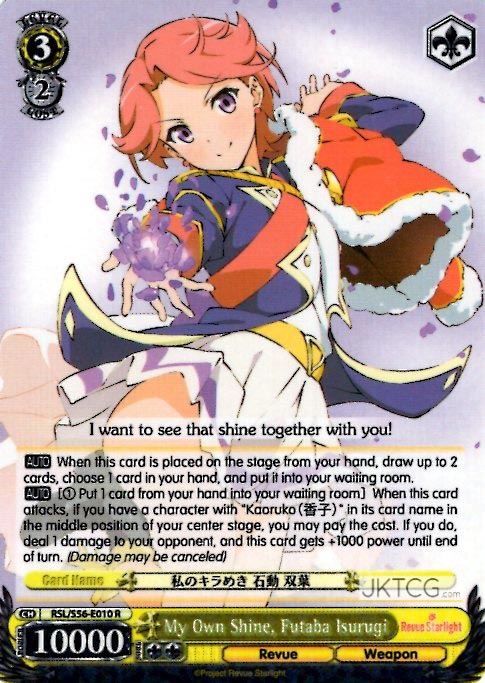 LEVEL
3
2
COST
I want to see that shine together with you!
AUTO When this card is placed on the stage from your hand, draw up to 2
cards, choose 1 card in your hand, and put it into your waiting room.
AUTO [① Put 1 card from your hand into your waiting room] When this card
attacks, if you have a character with "Kaoruko(香子)" in its card name
in the middle position of your center stage, you may pay the cost. If you do,
deal 1 damage to your opponent, and this card gets +1000 power until end
of turn. (Damage may be canceled)
Card Name 私のキラめき 石動 双葉
JKTCG.com
CH RSL/S56-E010 R
POWER 10000 SOUL My Own Shine, Futaba Isurugi Revue Starlight
Revue Weapon
©Project Revue Starlight